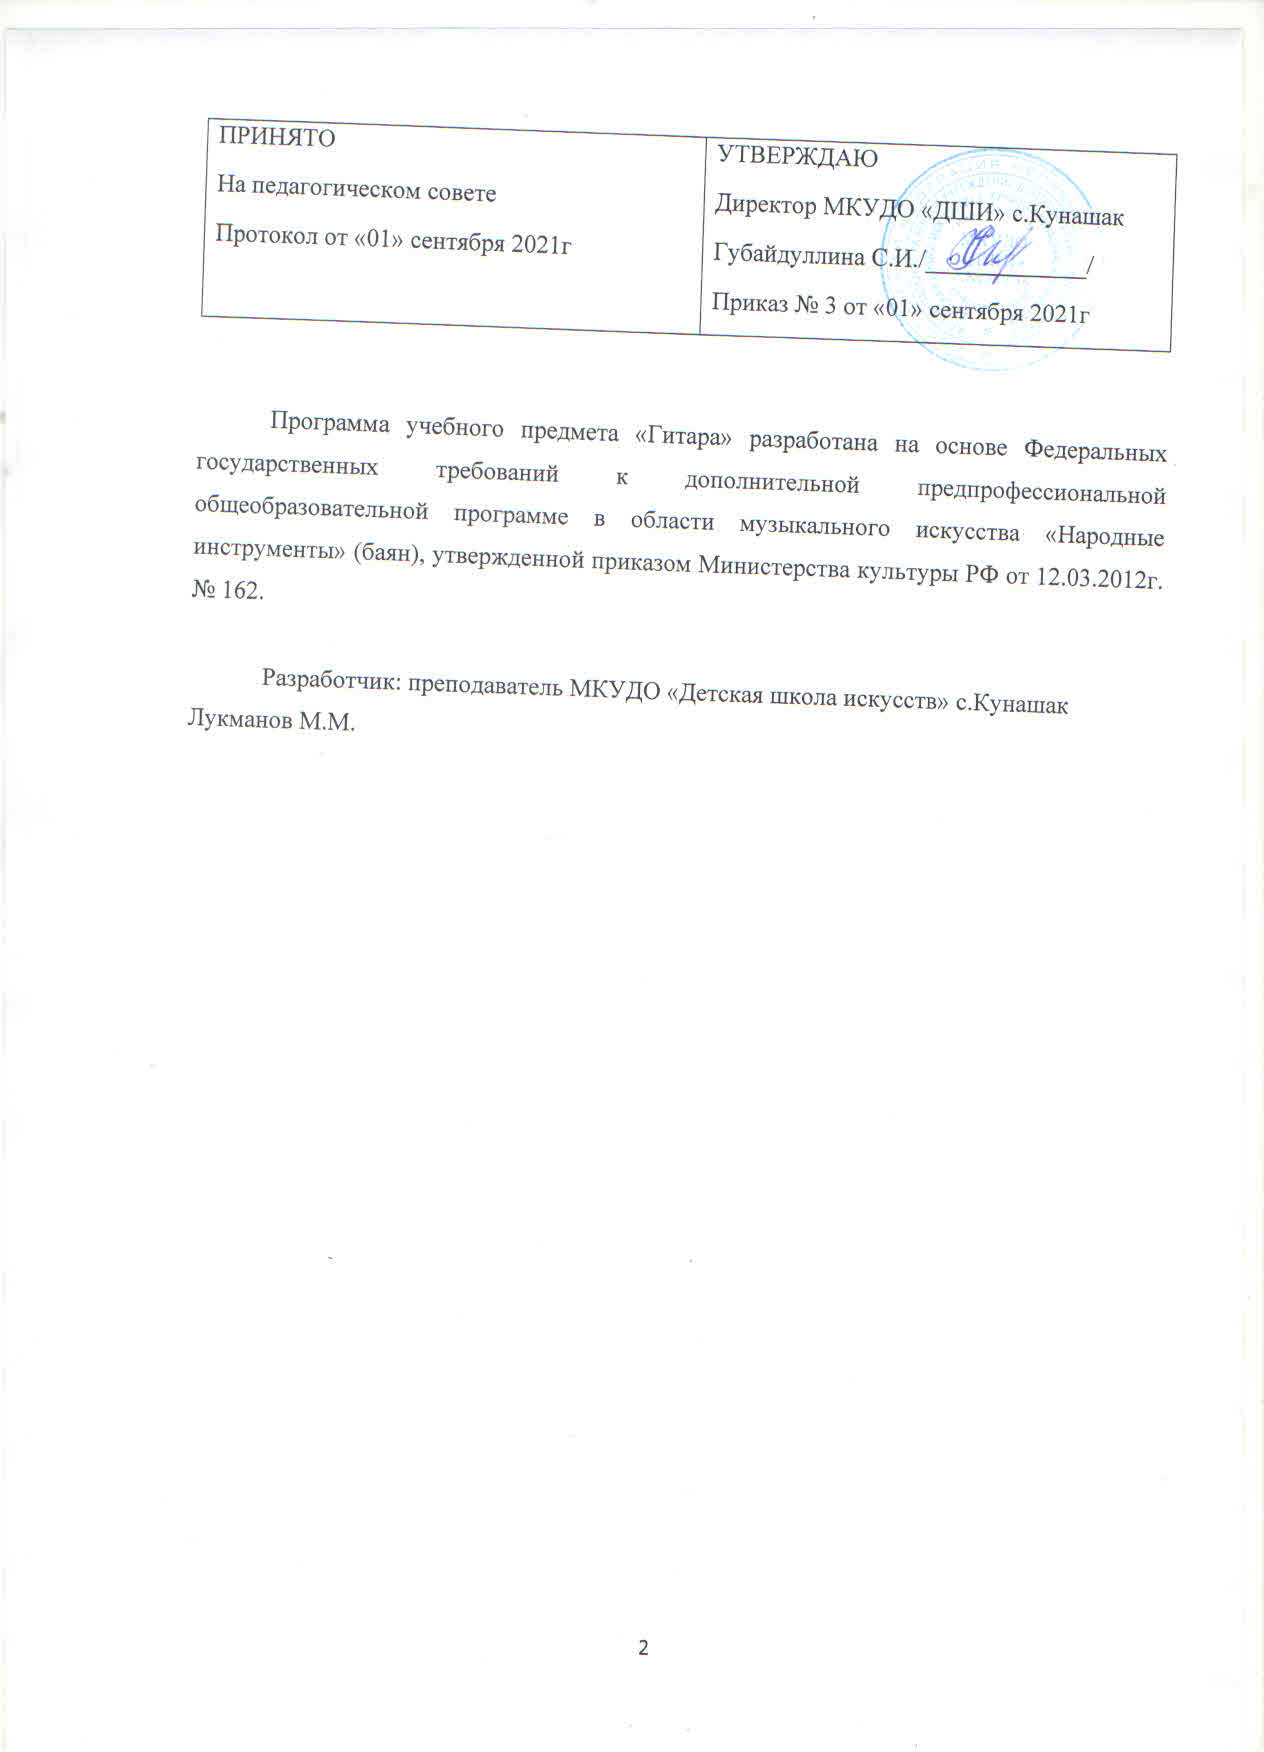 ПРИНЯТО
На педагогическом совете
Протокол от «01» сентября 2021г
УТВЕРЖДАЮ
Директор МКУДО «ДШИ» с.Кунашак
Губайдуллина С.И./_____________/
Приказ № 3 от «01» сентября 2021г
Программа учебного предмета «Гитара» разработана на основе Федеральных
государственных требований к дополнительной предпрофессиональной
общеобразовательной программе в области музыкального искусства «Народные
инструменты» (баян), утвержденной приказом Министерства культуры РФ от 12.03.2012г.
№ 162.
Разработчик: преподаватель МКУДО «Детская школа искусств» с.Кунашак
Лукманов М.М.
2